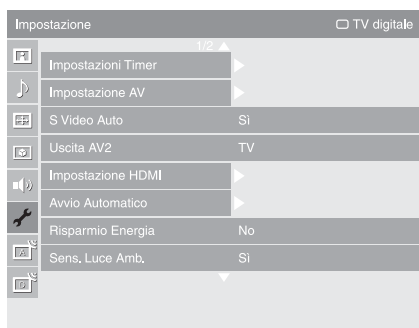 Impostazione TV digitale
1/2
Impostazioni Timer
Impostazione AV
S Video Auto Sì
Uscita AV2 TV
Impostazione HDMI
Avvio Automatico
Risparmio Energia No
Sens. Luce Amb. Sì